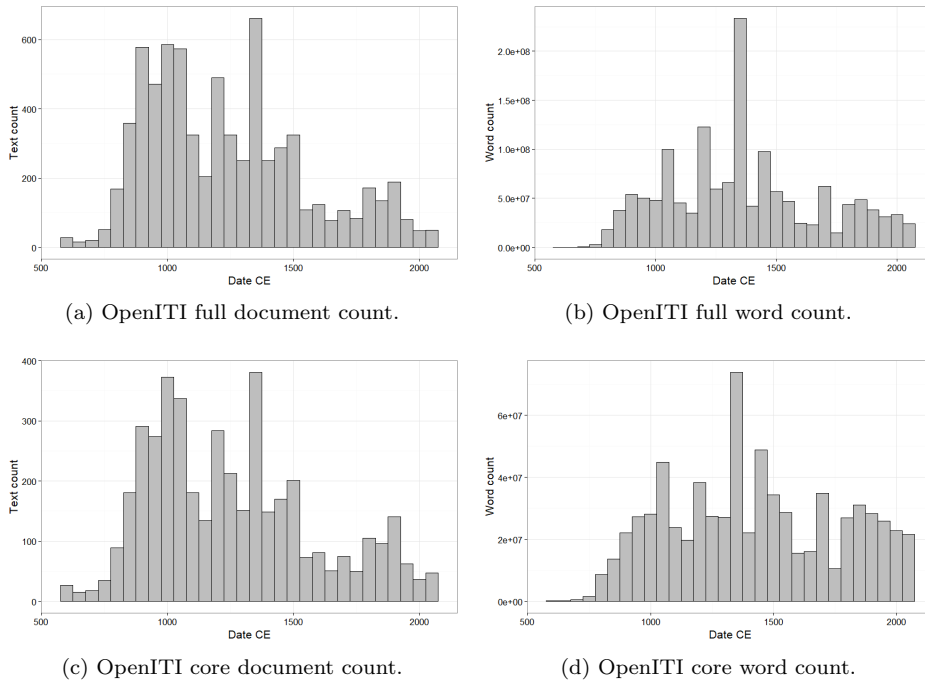 600
400
200
0
Text count
500
1000
1500
2000
Date CE
(a) OpenITI full document count.
2.0e+08
1.5e+08
1.0e+08
5.0e+07
0.0e+00
Word count
500
1000
1500
2000
Date CE
(b) OpenITI full word count.
400
300
200
100
0
Text count
500
1000
1500
2000
Date CE
(c) OpenITI core document count.
6e+07
4e+07
2e+07
0e+00
Word count
500
1000
1500
2000
Date CE
(d) OpenITI core word count.